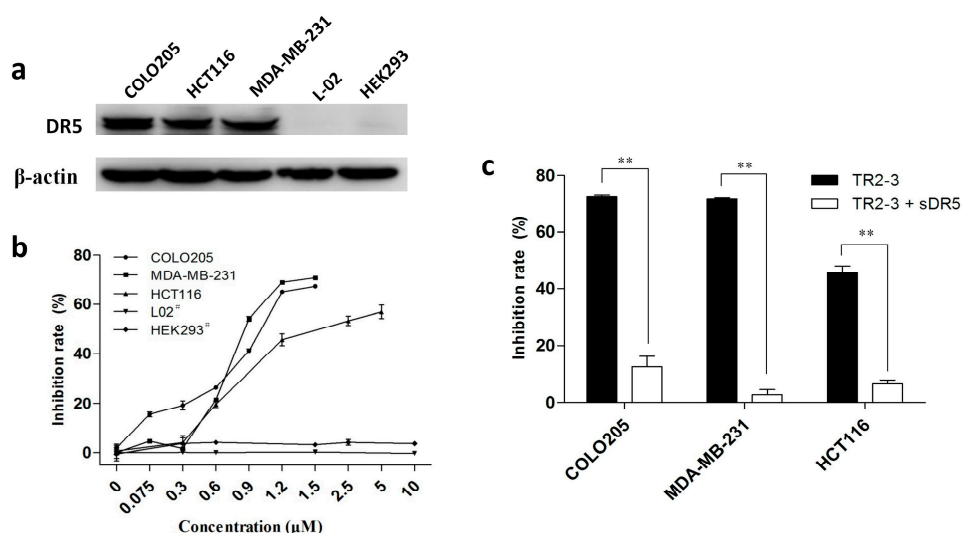 a
COLO205 HCT116 MDA-MB-231 L-02 HEK293
DR5
β-actin
b
COLO205
MDA-MB-231
HCT116
L02#
HEK293#
80
60
40
20
0
Inhibition rate (%)
0 0.075 0.3 0.6 0.9 1.2 1.5 2.5 5 10
Concentration (μM)
c
TR2-3
TR2-3 + sDR5
** ** **
80
60
40
20
0
Inhibition rate (%)
COLO205 MDA-MB-231 HCT116